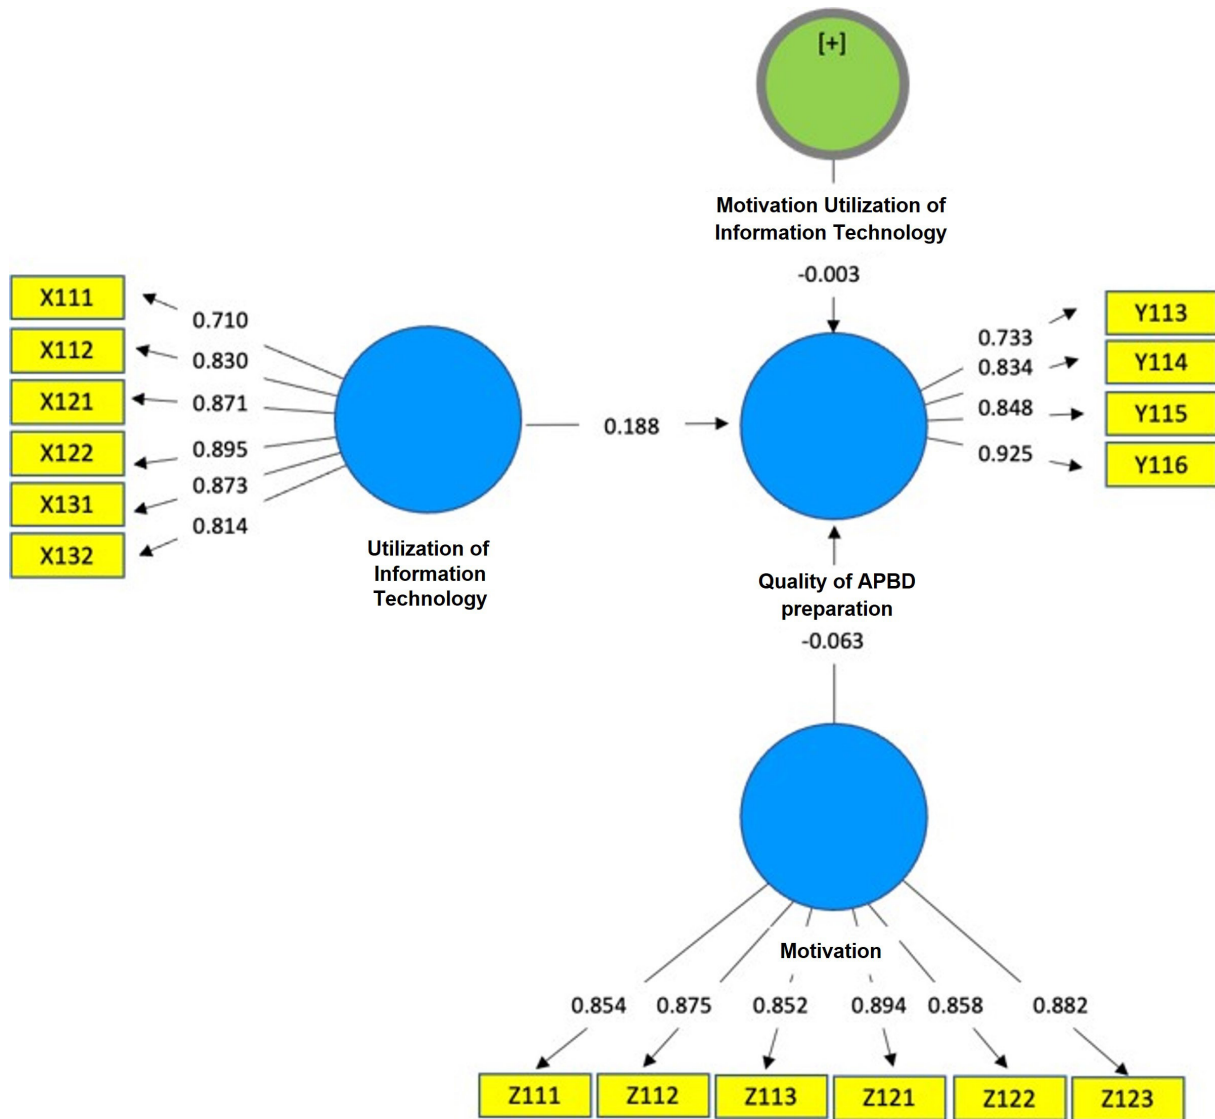 [+]
Motivation Utilization of
Information Technology
-0.003
X111
X112
X121
X122
X131
X132
0.710
0.830
0.871
0.895
0.873
0.814
Utilization of
Information
Technology
0.188
0.733
0.834
0.848
0.925
Y113
Y114
Y115
Y116
Quality of APBD
preparation
-0.063
Motivation
0.854
0.875
0.852
0.894
0.858
0.882
Z111
Z112
Z113
Z121
Z122
Z123